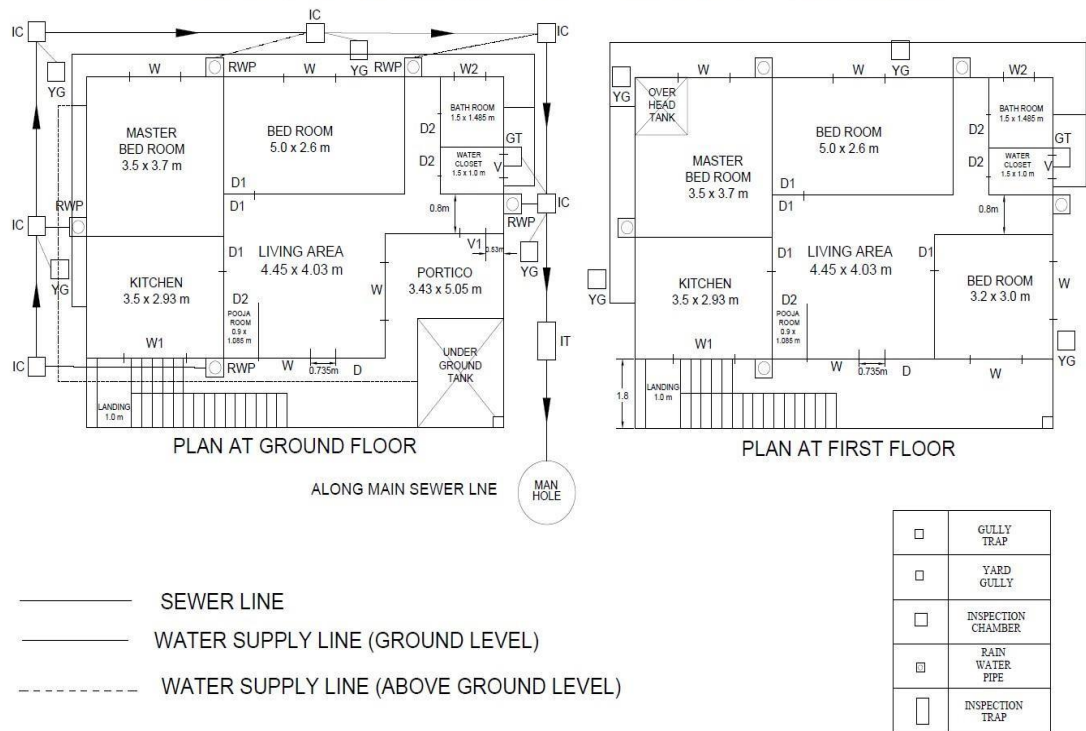 IC
IC
IC
YG
W
RWP
W
YG
RWP
W2
MASTER
BED ROOM
3.5 x 3.7 m
BED ROOM
5.0 x 2.6 m
BATH ROOM
1.5 x 1.485 m
D2
GT
D2
WATER
CLOSET
1.5 x 1.0 m
V
D1
RWP
D1
0.8m
IC
RWP
IC
D1
LIVING AREA
4.45 x 4.03 m
V1
0.53m
YG
YG
KITCHEN
3.5 x 2.93 m
W
PORTICO
3.43 x 5.05 m
D2
POOJA
ROOM
0.9 x
1.085 m
W1
IC
RWP
W
0.735m
D
UNDER
GROUND
TANK
IT
LANDING
1.0 m
PLAN AT GROUND FLOOR
ALONG MAIN SEWER LNE
MAN
HOLE
YG
W
W
YG
W2
OVER
HEAD
TANK
MASTER
BED ROOM
3.5 x 3.7 m
BED ROOM
5.0 x 2.6 m
BATH ROOM
1.5 x 1.485 m
D2
GT
D2
WATER
CLOSET
1.5 x 1.0 m
V
D1
D1
0.8m
D1
LIVING AREA
4.45 x 4.03 m
D1
YG
KITCHEN
3.5 x 2.93 m
BED ROOM
3.2 x 3.0 m
W
D2
POOJA
ROOM
0.9 x
1.085 m
YG
W1
W
0.735m
D
W
1.8
LANDING
1.0 m
PLAN AT FIRST FLOOR
SEWER LINE
WATER SUPPLY LINE (GROUND LEVEL)
WATER SUPPLY LINE (ABOVE GROUND LEVEL)
GULLY
TRAP
YARD
GULLY
INSPECTION
CHAMBER
RAIN
WATER
PIPE
INSPECTION
TRAP